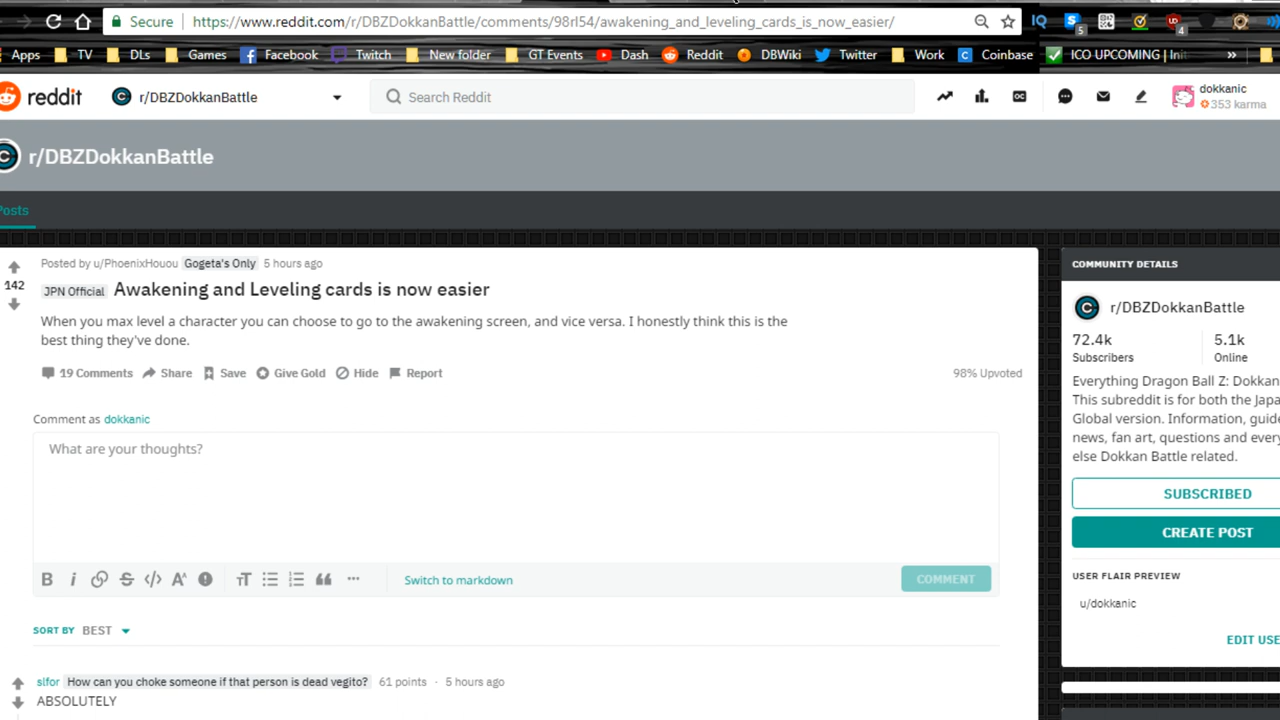 Secure https://www.reddit.com/r/DBZDokkanBattle/comments/98rl54/awakening_and_leveling_cards_is_now_easier/
IQ
5
4
Apps TV DLs Games Facebook Twitch New folder GT Events Dash Reddit DBWiki Twitter Work Coinbase ICO UPCOMING | Init »
reddit r/DBZDokkanBattle Search Reddit OC dokkanic
353 karma
r/DBZDokkanBattle
Posts
Posted by u/PhoenixHouou Gogeta's Only 5 hours ago
142
JPN Official Awakening and Leveling cards is now easier
When you max level a character you can choose to go to the awakening screen, and vice versa. I honestly think this is the
best thing they've done.
19 Comments Share Save Give Gold Hide Report 98% Upvoted
Comment as dokkanic
What are your thoughts?
B i S </> A T Switch to markdown COMMENT
SORT BY BEST
slfor How can you choke someone if that person is dead vegito? 61 points · 5 hours ago
ABSOLUTELY
COMMUNITY DETAILS
r/DBZDokkanBattle
72.4k 5.1k
Subscribers Online
Everything Dragon Ball Z: Dokkan
This subreddit is for both the Japa
Global version. Information, guide
news, fan art, questions and every
else Dokkan Battle related.
SUBSCRIBED
CREATE POST
USER FLAIR PREVIEW
u/dokkanic
EDIT USE